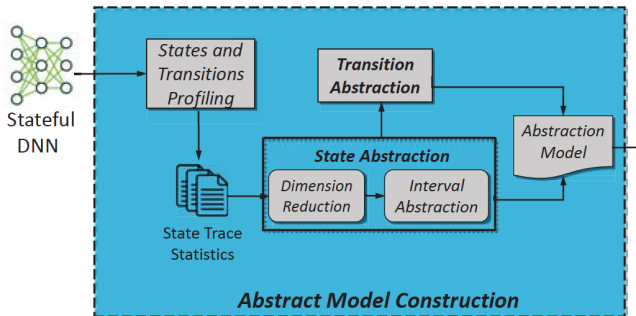 Stateful
DNN
States and
Transitions
Profiling
State Trace
Statistics
Transition
Abstraction
State Abstraction
Dimension
Reduction
Interval
Abstraction
Abstraction
Model
Abstract Model Construction